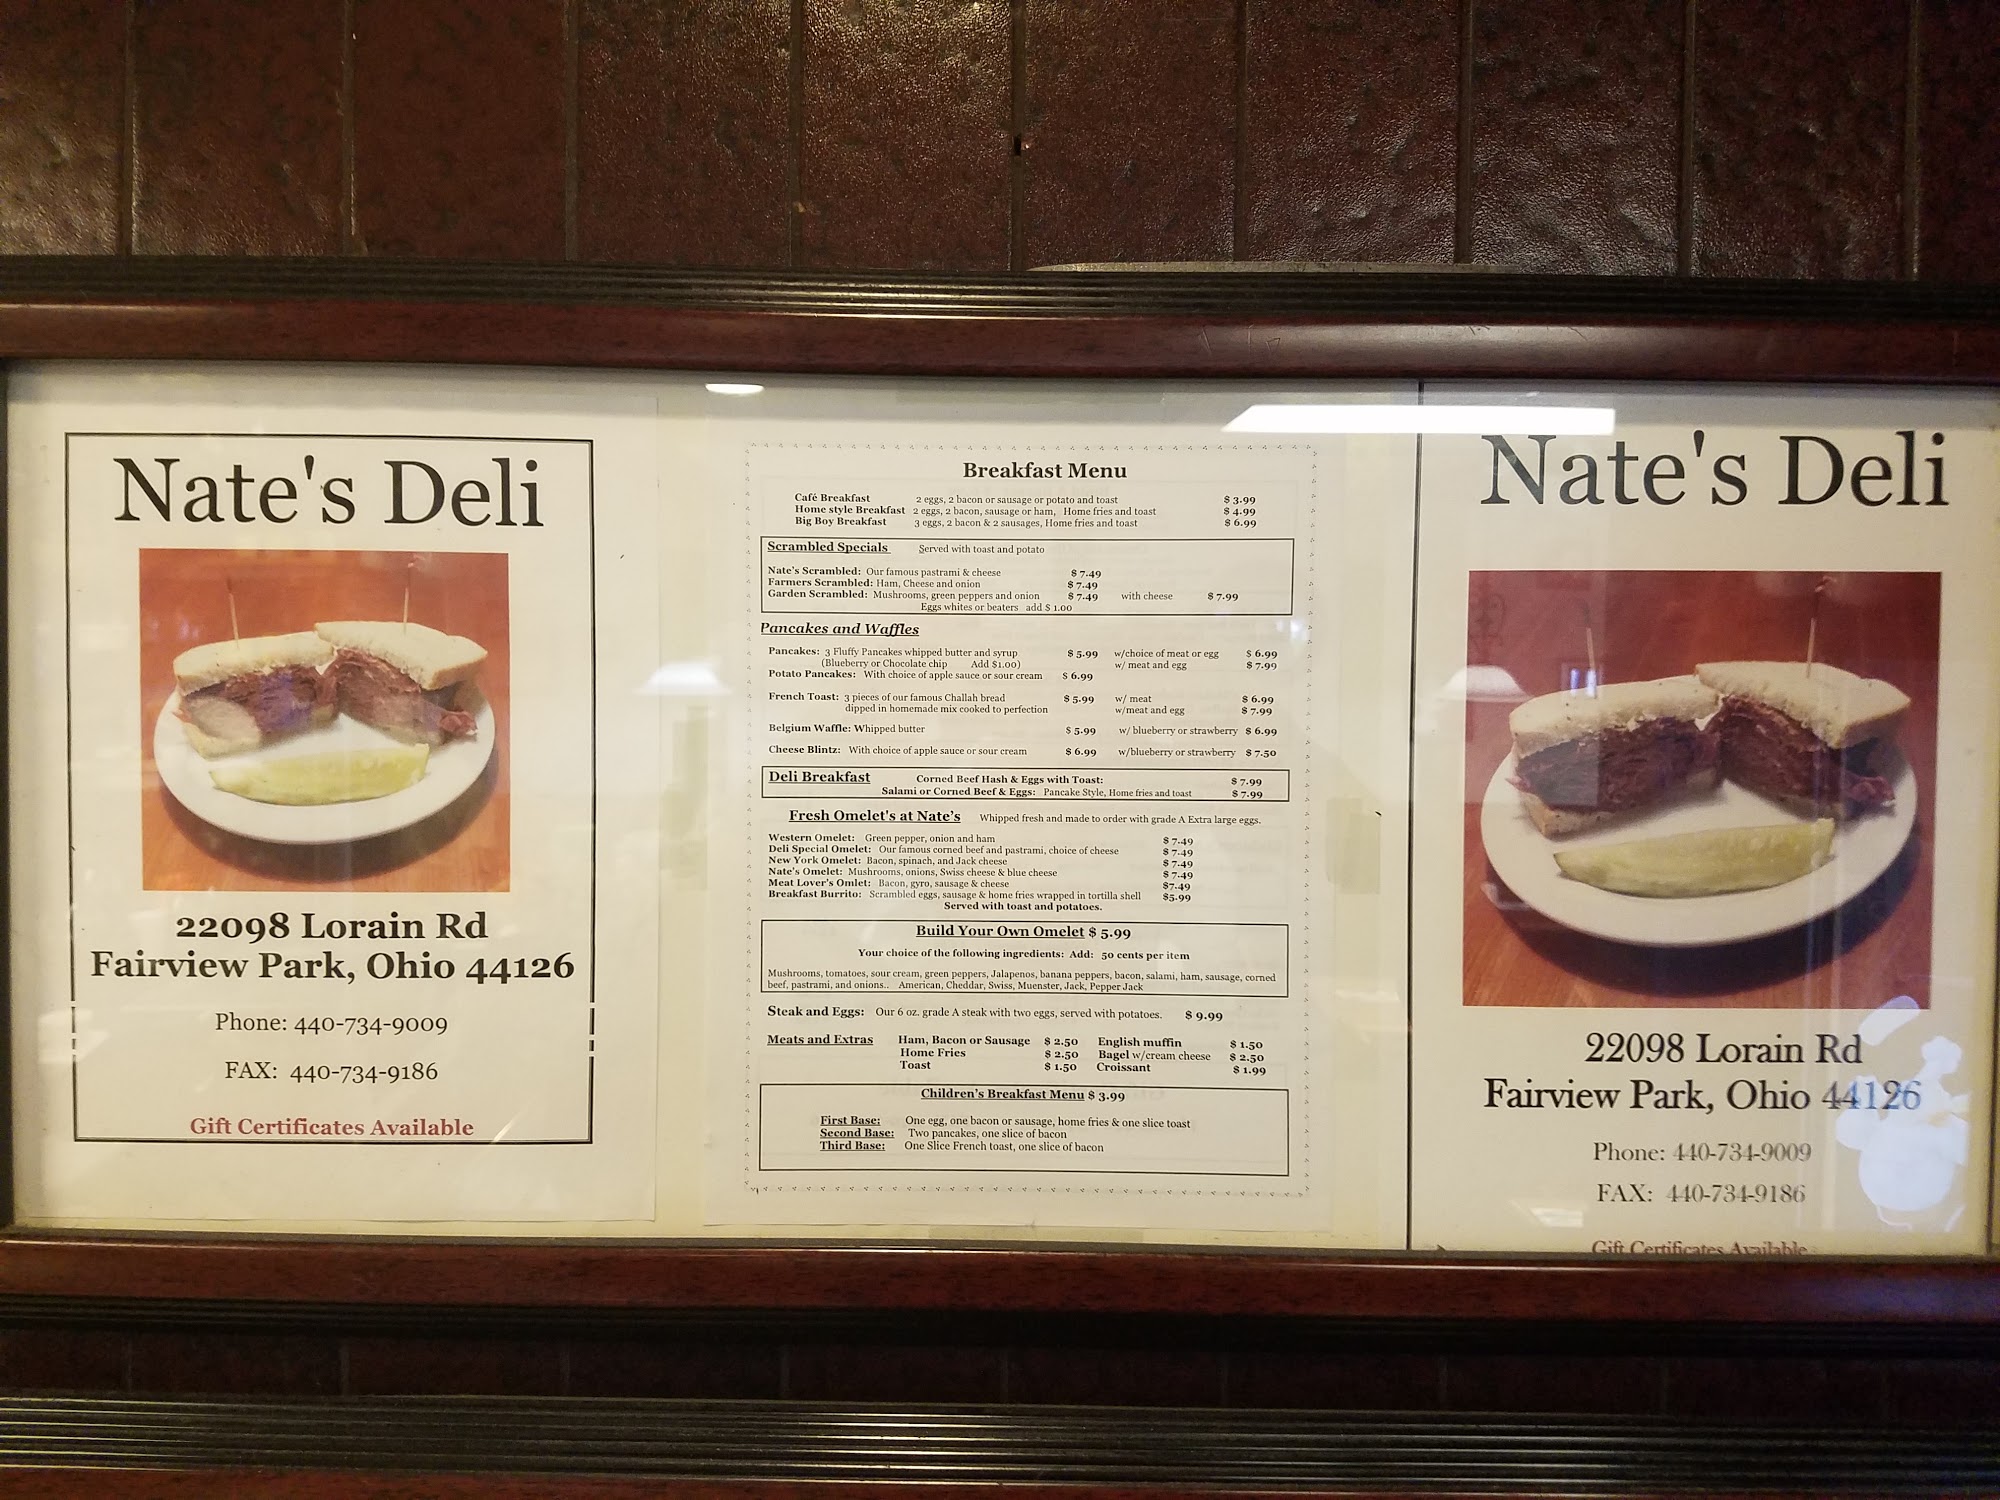 Nate's Deli
22098 Lorain Rd
Fairview Park, Ohio 44126
Phone: 440-734-9009
FAX: 440-734-9186
Gift Certificates Available
Breakfast Menu
Café Breakfast 2 eggs, 2 bacon or sausage or potato and toast $ 3.99
Home style Breakfast 2 eggs, 2 bacon, sausage or ham, Home fries and toast $ 4.99
Big Boy Breakfast 3 eggs, 2 bacon & 2 sausages, Home fries and toast $ 6.99
Scrambled Specials Served with toast and potato
Nate's Scrambled: Our famous pastrami & cheese $ 7.49
Farmers Scrambled: Ham, Cheese and onion $ 7.49
Garden Scrambled: Mushrooms, green peppers and onion $ 7.49 with cheese $ 7.99
Eggs whites or beaters add $ 1.00
Pancakes and Waffles
Pancakes: 3 Fluffy Pancakes whipped butter and syrup $ 5.99 w/choice of meat or egg $ 6.99
(Blueberry or Chocolate chip Add $1.00) w/ meat and egg $ 7.99
Potato Pancakes: With choice of apple sauce or sour cream $ 6.99
French Toast: 3 pieces of our famous Challah bread $ 5.99 w/ meat $ 6.99
dipped in homemade mix cooked to perfection w/meat and egg $ 7.99
Belgium Waffle: Whipped butter $ 5.99 w/ blueberry or strawberry $ 6.99
Cheese Blintz: With choice of apple sauce or sour cream $ 6.99 w/blueberry or strawberry $ 7.50
Deli Breakfast Corned Beef Hash & Eggs with Toast: $ 7.99
Salami or Corned Beef & Eggs: Pancake Style, Home fries and toast $ 7.99
Fresh Omelet's at Nate's Whipped fresh and made to order with grade A Extra large eggs.
Western Omelet: Green pepper, onion and ham $ 7.49
Deli Special Omelet: Our famous corned beef and pastrami, choice of cheese $ 7.49
New York Omelet: Bacon, spinach, and Jack cheese $ 7.49
Nate's Omelet: Mushrooms, onions, Swiss cheese & blue cheese $ 7.49
Meat Lover's Omlet: Bacon, gyro, sausage & cheese $7.49
Breakfast Burrito: Scrambled eggs, sausage & home fries wrapped in tortilla shell $5.99
Served with toast and potatoes.
Build Your Own Omelet $ 5.99
Your choice of the following ingredients: Add: 50 cents per item
Mushrooms, tomatoes, sour cream, green peppers, Jalapenos, banana peppers, bacon, salami, ham, sausage, corned
beef, pastrami, and onions.. American, Cheddar, Swiss, Muenster, Jack, Pepper Jack
Steak and Eggs: Our 6 oz. grade A steak with two eggs, served with potatoes. $ 9.99
Meats and Extras Ham, Bacon or Sausage $ 2.50 English muffin $ 1.50
Home Fries $ 2.50 Bagel w/cream cheese $ 2.50
Toast $ 1.50 Croissant $ 1.99
Children's Breakfast Menu $ 3.99
First Base: One egg, one bacon or sausage, home fries & one slice toast
Second Base: Two pancakes, one slice of bacon
Third Base: One Slice French toast, one slice of bacon
Nate's Deli
22098 Lorain Rd
Fairview Park, Ohio 44126
Phone: 440-734-9009
FAX: 440-734-9186
Gift Certificates Available